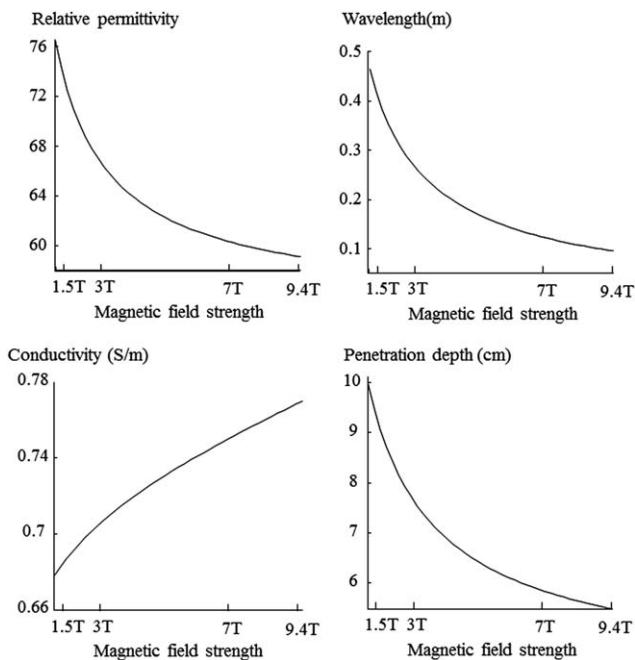 Relative permittivity
76
72
68
64
60
1.5T 3T 7T 9.4T
Magnetic field strength
Wavelength(m)
0.5
0.4
0.3
0.2
0.1
1.5T 3T 7T 9.4T
Magnetic field strength
Conductivity (S/m)
0.78
0.74
0.7
0.66
1.5T 3T 7T 9.4T
Magnetic field strength
Penetration depth (cm)
10
9
8
7
6
1.5T 3T 7T 9.4T
Magnetic field strength